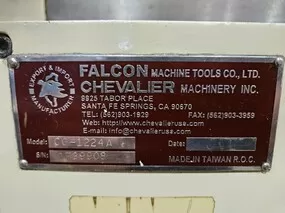 EXPORT & IMPORT
MANUFACTURER
FALCON MACHINE TOOLS CO., LTD.
CHEVALIER MACHINERY INC.
9925 TABOR PLACE
SANTA FE SPRINGS, CA 90670
TEL:(562)903-1929 FAX:(562)903-3959
Web: http://www.chevalierusa.com
E-mail: info@chevalierusa.com
Model: Date:
S/N: MADE IN TAIWAN R.O.C.